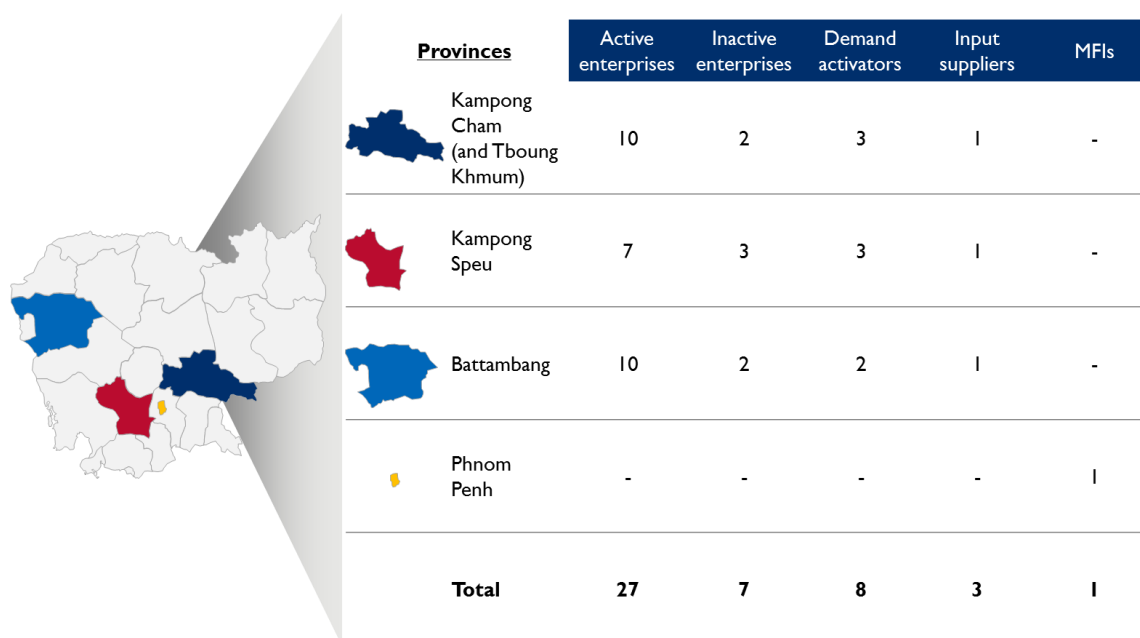 Provinces
Active enterprises
Inactive enterprises
Demand activators
Input suppliers
MFIs
Kampong
Cham
(and Tboung
Khmum)
10 2 3 1 -
Kampong
Speu
7 3 3 1 -
Battambang 10 2 2 1 -
Phnom
Penh
- - - - 1
Total 27 7 8 3 1